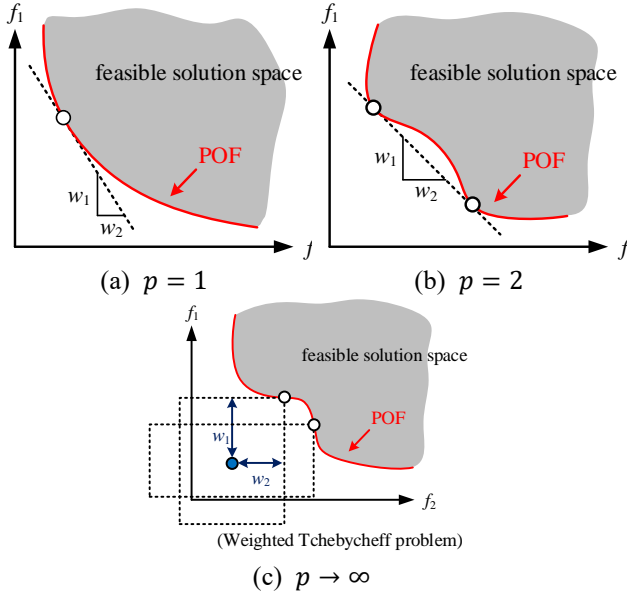 f₁
feasible solution space
POF
w₁
w₂
f
(a) p = 1
f₁
feasible solution space
w₁
w₂
POF
f
(b) p = 2
f₁
feasible solution space
POF
w₁
w₂
f₂
(Weighted Tchebycheff problem)
(c) p → ∞